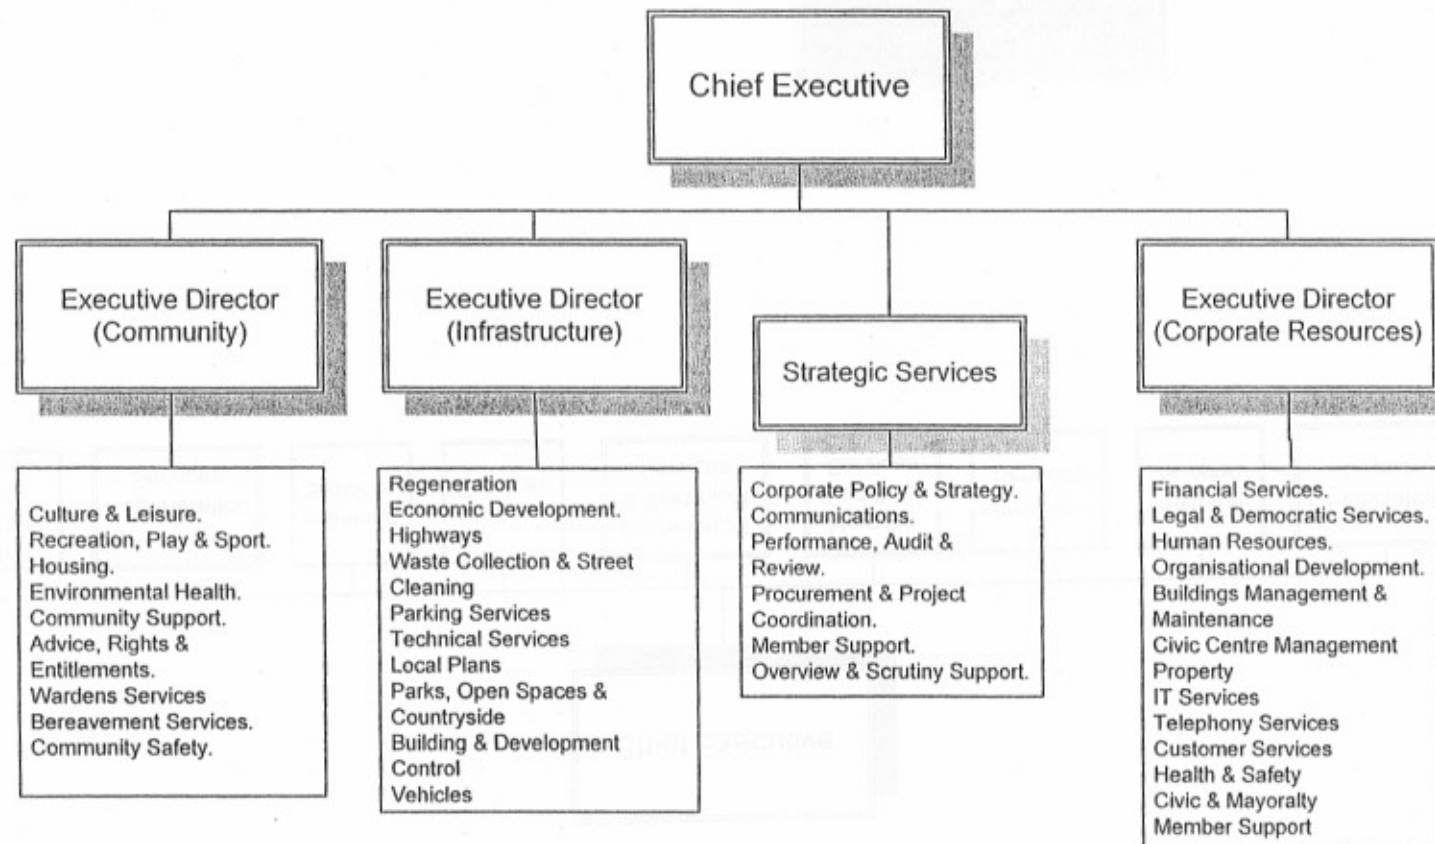 Chief Executive
Executive Director
(Community)
Executive Director
(Infrastructure)
Strategic Services
Executive Director
(Corporate Resources)
Culture & Leisure.
Recreation, Play & Sport.
Housing.
Environmental Health.
Community Support.
Advice, Rights &
Entitlements.
Wardens Services
Bereavement Services.
Community Safety.
Regeneration
Economic Development.
Highways
Waste Collection & Street
Cleaning
Parking Services
Technical Services
Local Plans
Parks, Open Spaces &
Countryside
Building & Development
Control
Vehicles
Corporate Policy & Strategy.
Communications.
Performance, Audit &
Review.
Procurement & Project
Coordination.
Member Support.
Overview & Scrutiny Support.
Financial Services.
Legal & Democratic Services.
Human Resources.
Organisational Development.
Buildings Management &
Maintenance
Civic Centre Management
Property
IT Services
Telephony Services
Customer Services
Health & Safety
Civic & Mayoralty
Member Support